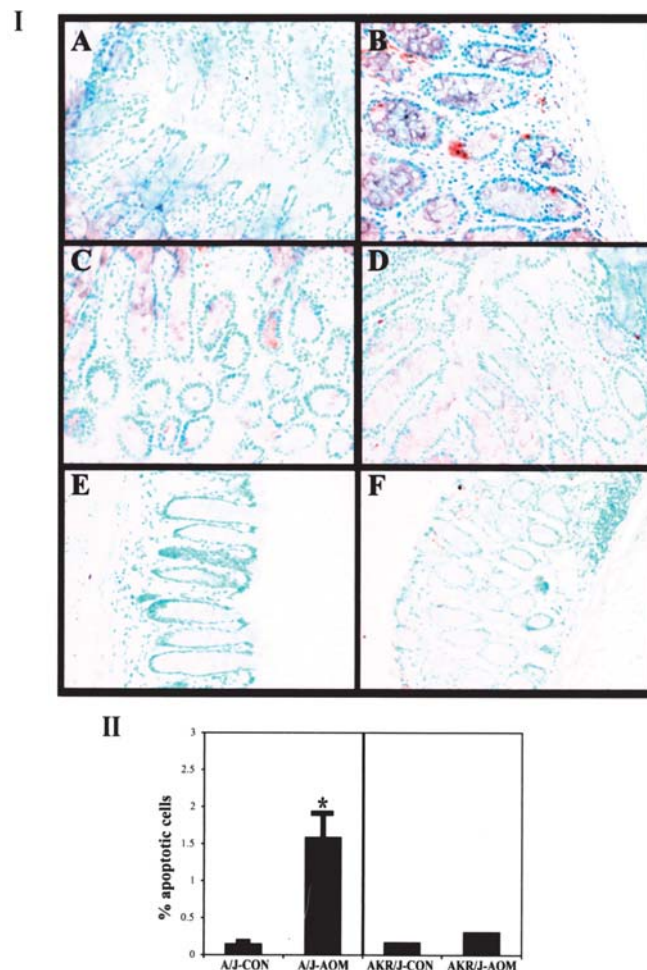 I
A
B
C
D
E
F
II
3
2.5
2
1.5
1
0.5
0
% apoptotic cells
*
A/J-CON
A/J-AOM
AKR/J-CON
AKR/J-AOM